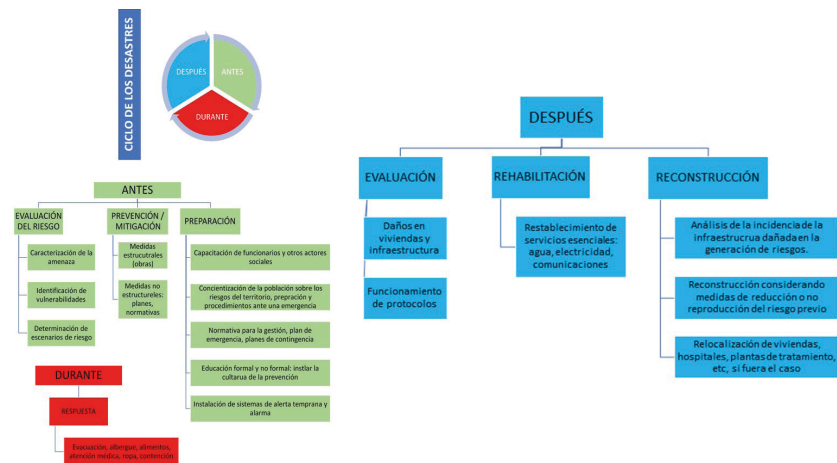 CICLO DE LOS DESASTRES
DESPUÉS
ANTES
DURANTE
ANTES
EVALUACIÓN
DEL RIESGO
Caracterización de la
amenaza
Identificación de
vulnerabilidades
Determinación de
escenarios de riesgo
PREVENCIÓN /
MITIGACIÓN
Medidas
estrucutrales
(obras)
Medidas no
estructureles:
planes,
normativas
PREPARACIÓN
Capacitación de funcionarios y otros actores
sociales
Concientización de la población sobre los
riesgos del territorio, prepración y
procedimientos ante una emergencia
Normativa para la gestión, plan de
emergencia, planes de contingencia
Educación formal y no formal: instlar la
cultarua de la prevención
Instalación de sistemas de alerta temprana y
alarma
DURANTE
RESPUESTA
Evacuación, albergue, alimentos,
atención médica, ropa, contención
DESPUÉS
EVALUACIÓN
Daños en
viviendas y
infraestructura
Funcionamiento
de protocolos
REHABILITACIÓN
Restablecimiento de
servicios esenciales:
agua, electricidad,
comunicaciones
RECONSTRUCCIÓN
Análisis de la incidencia de la
infraestrucrua dañada en la
generación de riesgos.
Reconstrucción considerando
medidas de reducción o no
reproducción del riesgo previo
Relocalización de viviendas,
hospitales, plantas de tratamiento,
etc, si fuera el caso